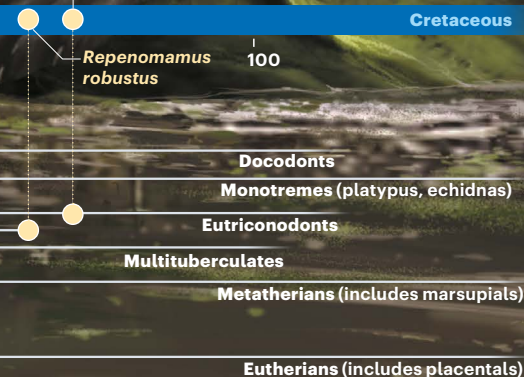 Cretaceous
Repenomamus
robustus
100
Docodonts
Monotremes (platypus, echidnas)
Eutriconodonts
Multituberculates
Metatherians (includes marsupials)
Eutherians (includes placentals)